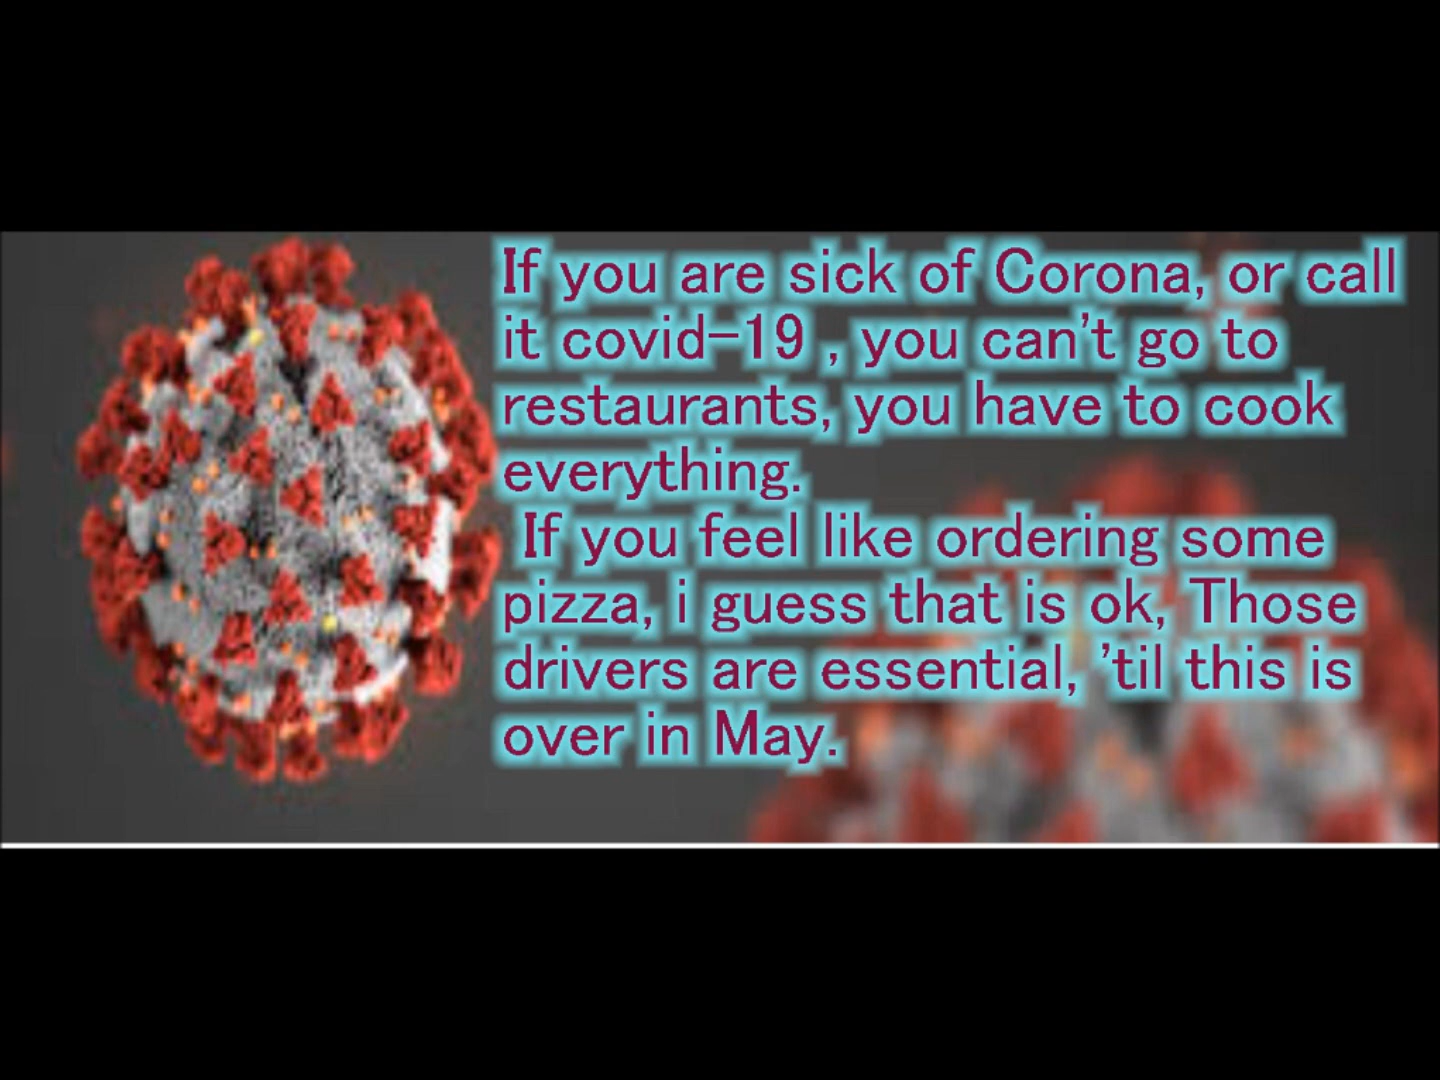 If you are sick of Corona, or call
it covid-19 , you can't go to
restaurants, you have to cook
everything.
If you feel like ordering some
pizza, i guess that is ok, Those
drivers are essential, 'til this is
over in May.